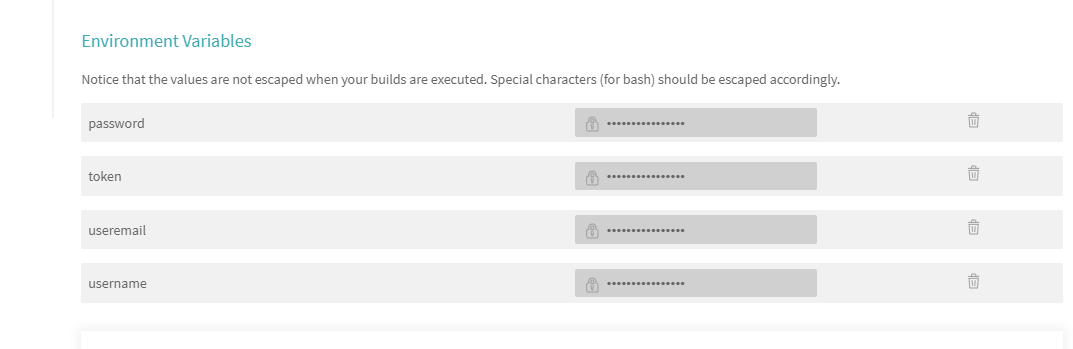 Environment Variables
Notice that the values are not escaped when your builds are executed. Special characters (for bash) should be escaped accordingly.
password ••••••••••••••••
token ••••••••••••••••
useremail ••••••••••••••••
username ••••••••••••••••